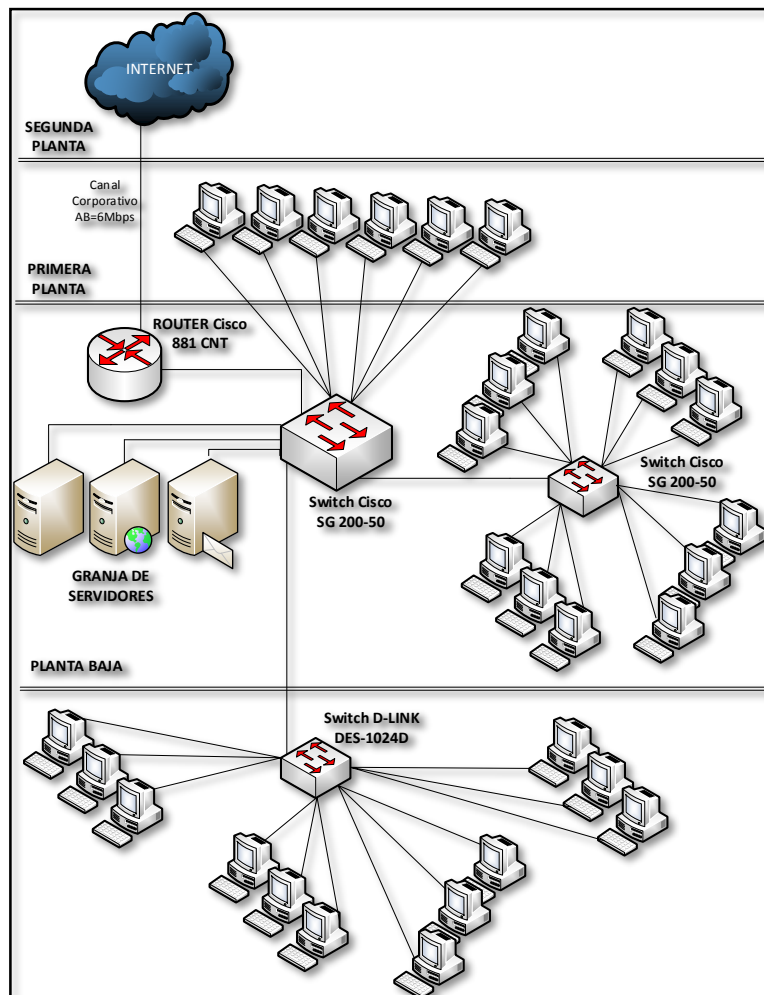 INTERNET
SEGUNDA
PLANTA
Canal
Corporativo
AB=6Mbps
PRIMERA
PLANTA
ROUTER Cisco
881 CNT
Switch Cisco
SG 200-50
Switch Cisco
SG 200-50
GRANJA DE
SERVIDORES
PLANTA BAJA
Switch D-LINK
DES-1024D